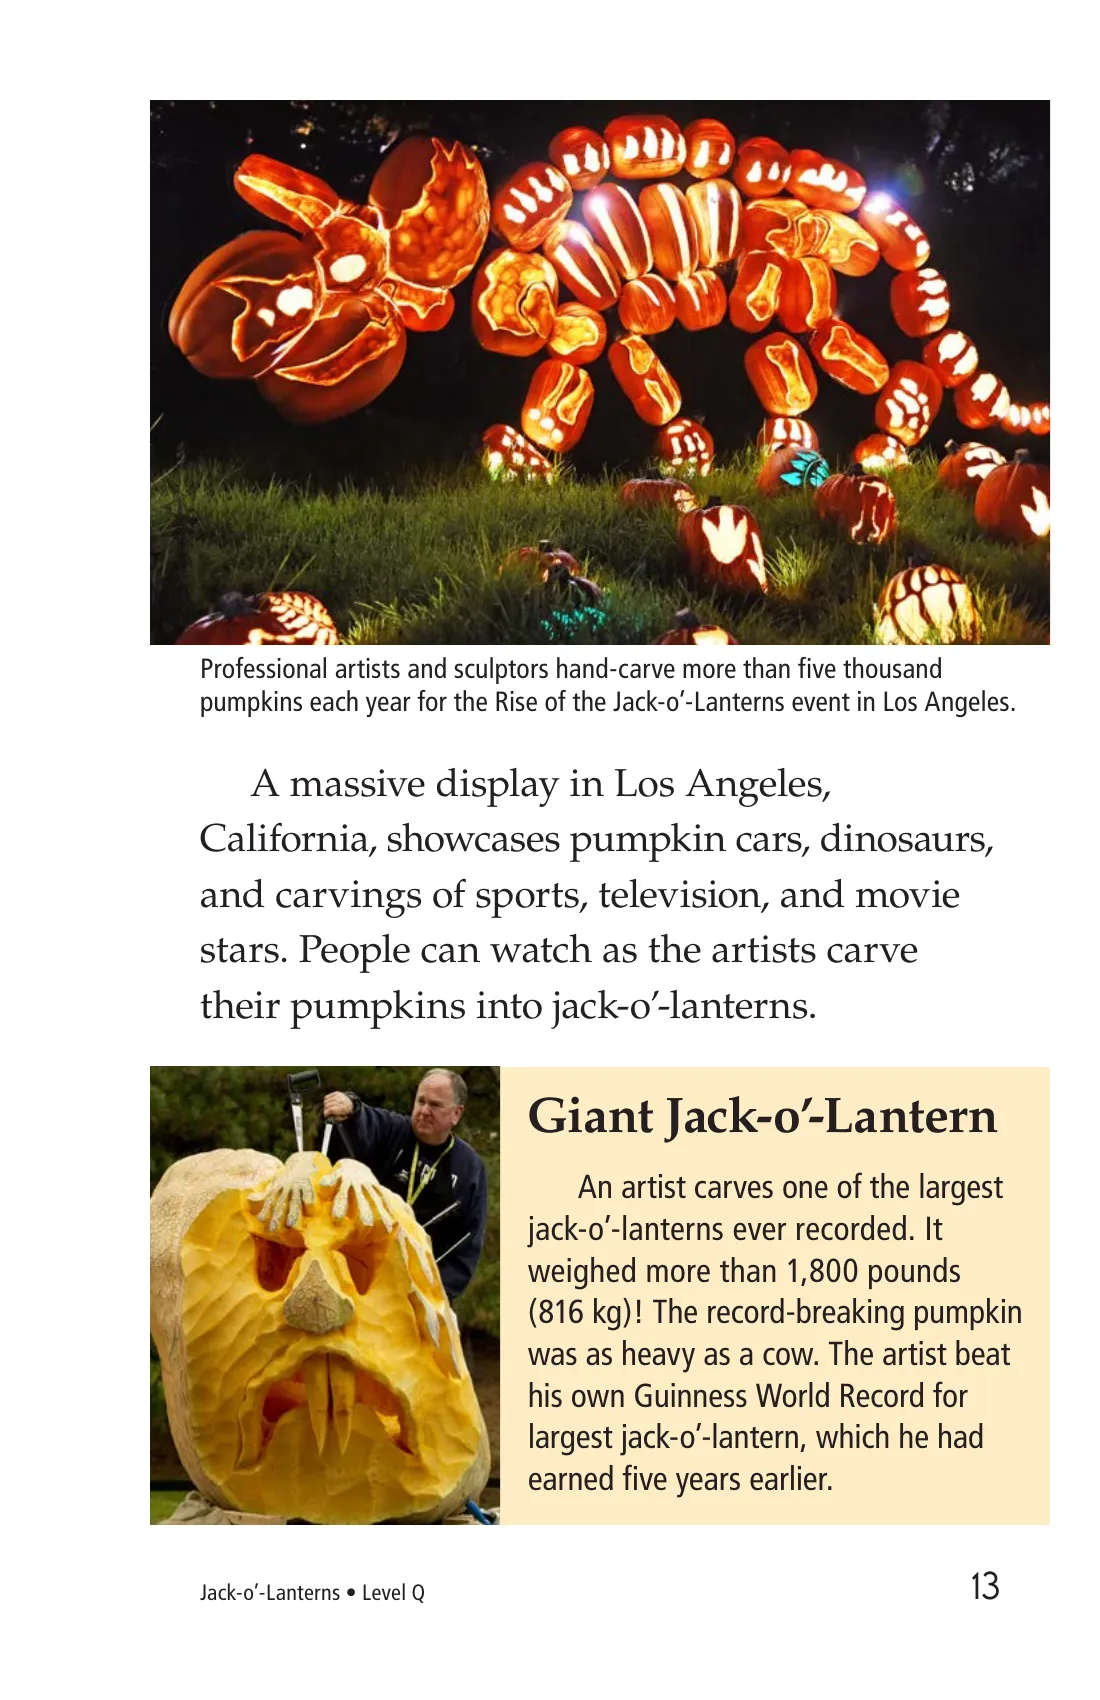 Professional artists and sculptors hand-carve more than five thousand
pumpkins each year for the Rise of the Jack-o’-Lanterns event in Los Angeles.
A massive display in Los Angeles,
California, showcases pumpkin cars, dinosaurs,
and carvings of sports, television, and movie
stars. People can watch as the artists carve
their pumpkins into jack-o’-lanterns.
Giant Jack-o’-Lantern
An artist carves one of the largest
jack-o’-lanterns ever recorded. It
weighed more than 1,800 pounds
(816 kg)! The record-breaking pumpkin
was as heavy as a cow. The artist beat
his own Guinness World Record for
largest jack-o’-lantern, which he had
earned five years earlier.
Jack-o’-Lanterns • Level Q
13